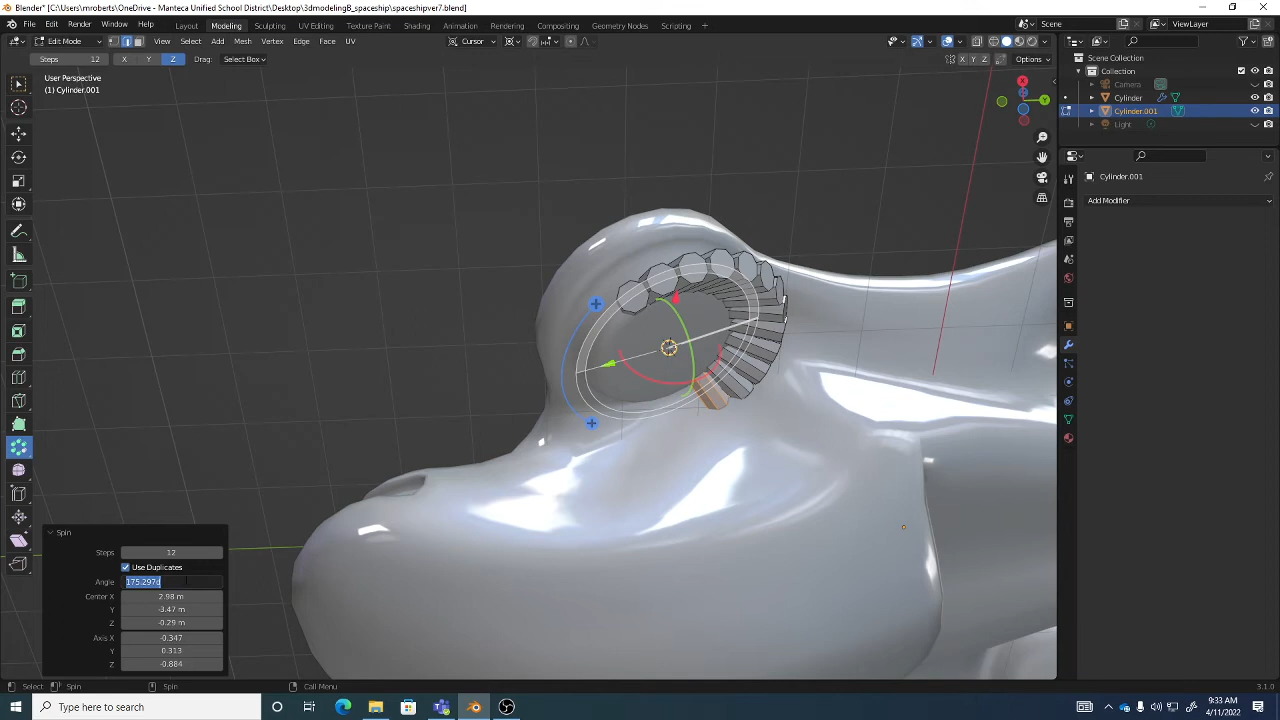 Blender* [C:\Users\mroberts\OneDrive - Manteca Unified School District\Desktop\3dmodeling8_spaceship\spaceshipver7.blend]
File Edit Render Window Help Layout Modeling Sculpting UV Editing Texture Paint Shading Animation Rendering Compositing Geometry Nodes Scripting + Scene ViewLayer
Edit Mode View Select Add Mesh Vertex Edge Face UV Cursor
Steps 12 X Y Z Drag: Select Box X Y Z Options
User Perspective
(1) Cylinder.001
Scene Collection
Collection
Camera
Cylinder
Cylinder.001
Light
Cylinder.001
Add Modifier
X
Y
Spin
Steps 12
Use Duplicates
Angle 175.297d
Center X 2.98 m
Y -3.47 m
Z -0.29 m
Axis X -0.347
Y 0.313
Z -0.884
Select Spin Spin Call Menu 3.1.0
Type here to search
9:33 AM
4/11/2022